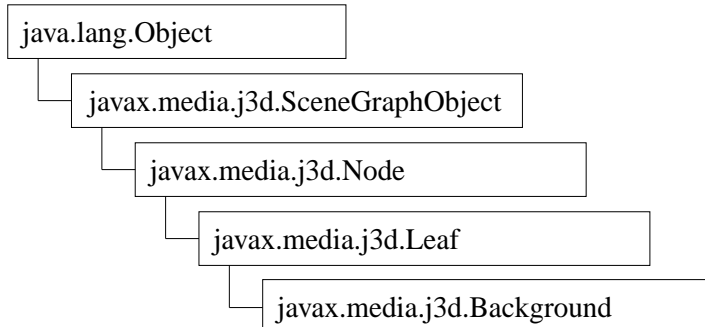 java.lang.Object
javax.media.j3d.SceneGraphObject
javax.media.j3d.Node
javax.media.j3d.Leaf
javax.media.j3d.Background